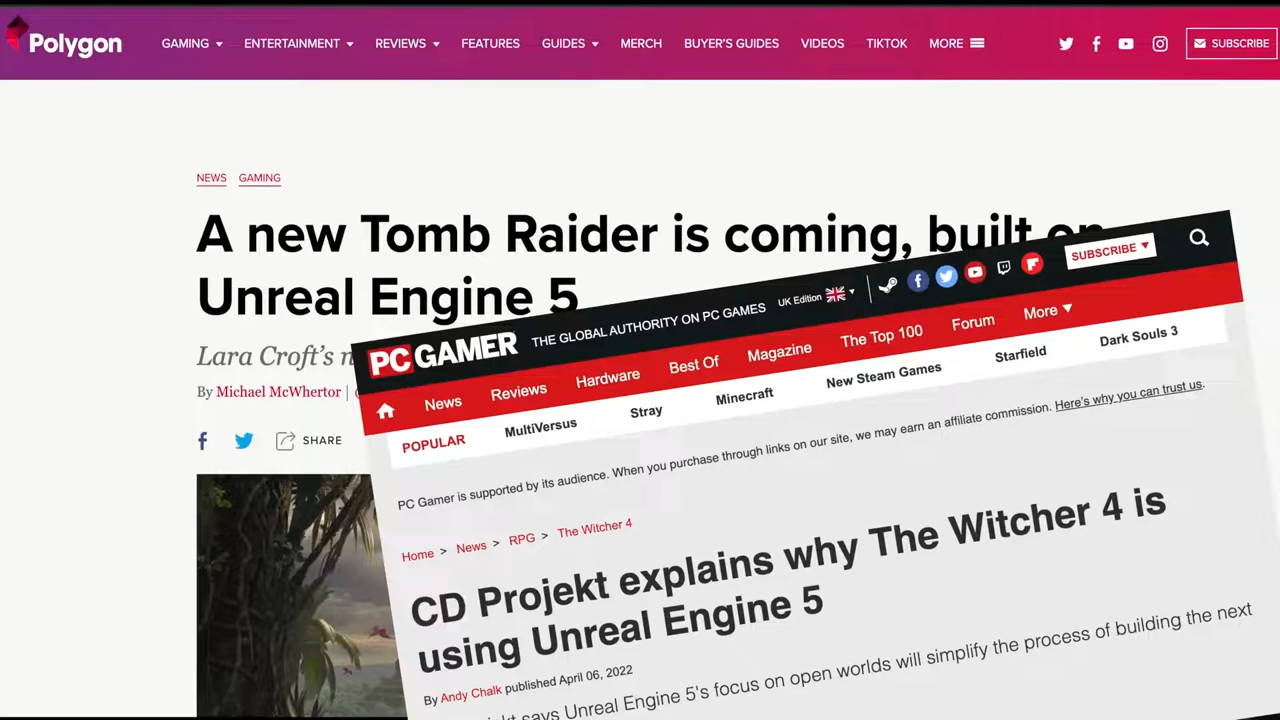 Polygon
GAMING ENTERTAINMENT REVIEWS FEATURES GUIDES MERCH BUYER'S GUIDES VIDEOS TIKTOK MORE SUBSCRIBE
NEWS GAMING
A new Tomb Raider is coming, built on
Unreal Engine 5
Lara Croft's
By Michael McWhertor |
SHARE
PC GAMER THE GLOBAL AUTHORITY ON PC GAMES UK Edition SUBSCRIBE
News Reviews Hardware Best Of Magazine The Top 100 Forum More
POPULAR MultiVersus Stray Minecraft New Steam Games Starfield Dark Souls 3
PC Gamer is supported by its audience. When you purchase through links on our site, we may earn an affiliate commission. Here's why you can trust us.
Home > News > RPG > The Witcher 4
CD Projekt explains why The Witcher 4 is
using Unreal Engine 5
By Andy Chalk published April 06, 2022
says Unreal Engine 5's focus on open worlds will simplify the process of building the next